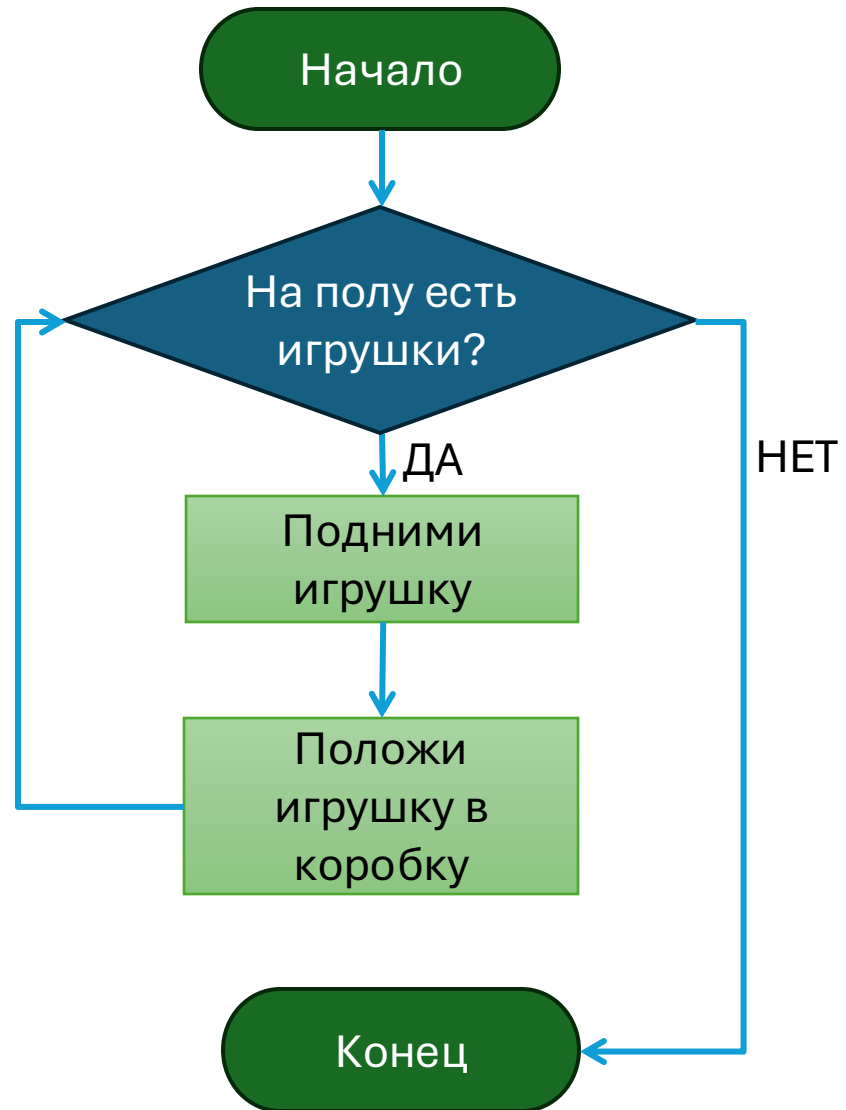 Начало
На полу есть
игрушки?
ДА
НЕТ
Подними
игрушку
Положи
игрушку в
коробку
Конец